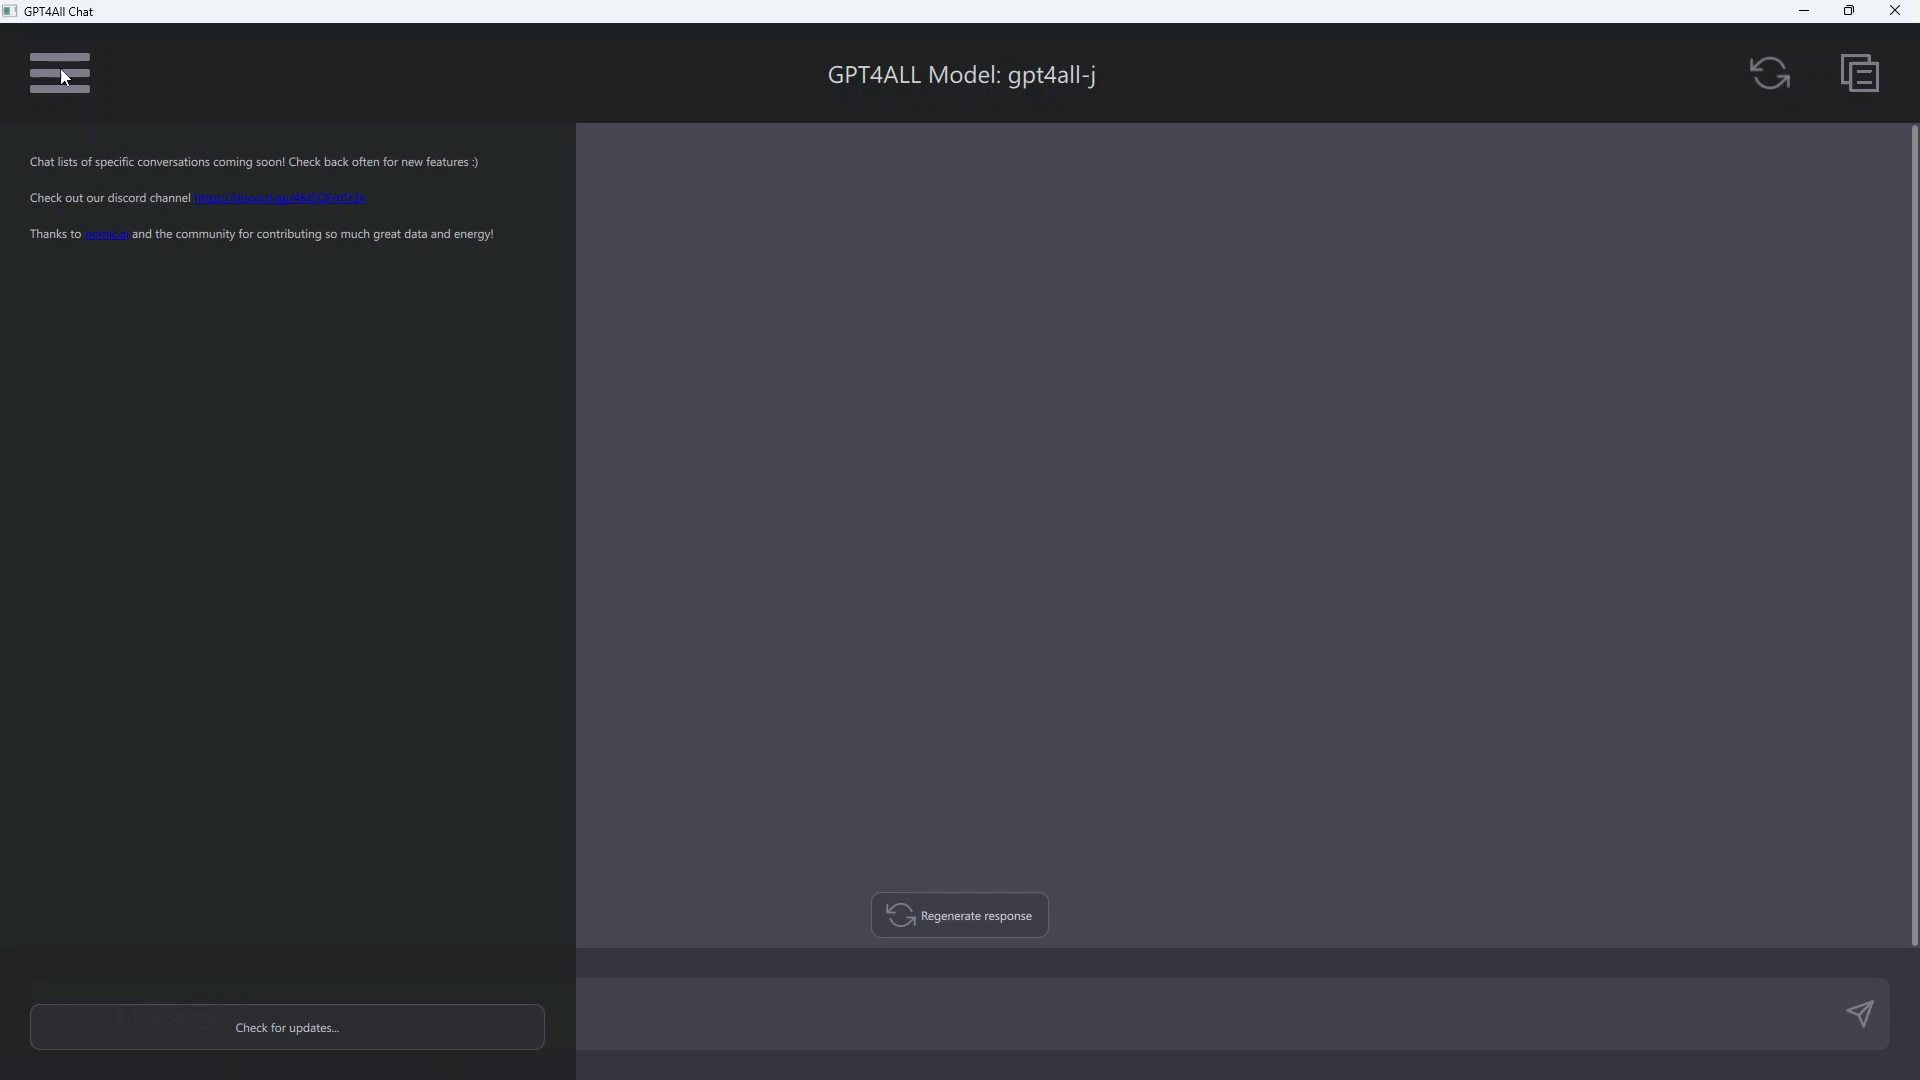 GPT4All Chat
GPT4ALL Model: gpt4all-j
Chat lists of specific conversations coming soon! Check back often for new features :)
Check out our discord channel
Thanks to and the community for contributing so much great data and energy!
Regenerate response
Check for updates...